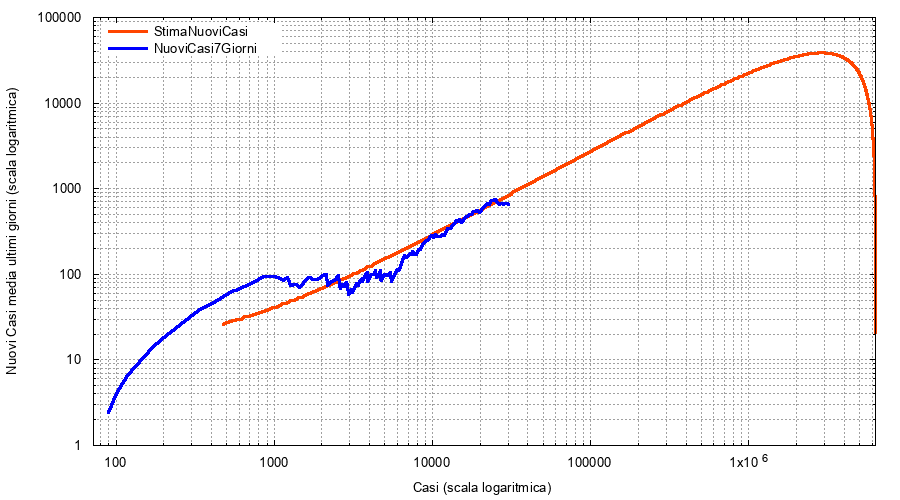 100000
10000
1000
100
10
1
StimaNuoviCasi
NuoviCasi7Giorni
Nuovi Casi media ultimi giorni (scala logaritmica)
100 1000 10000 100000 1x10 6
Casi (scala logaritmica)